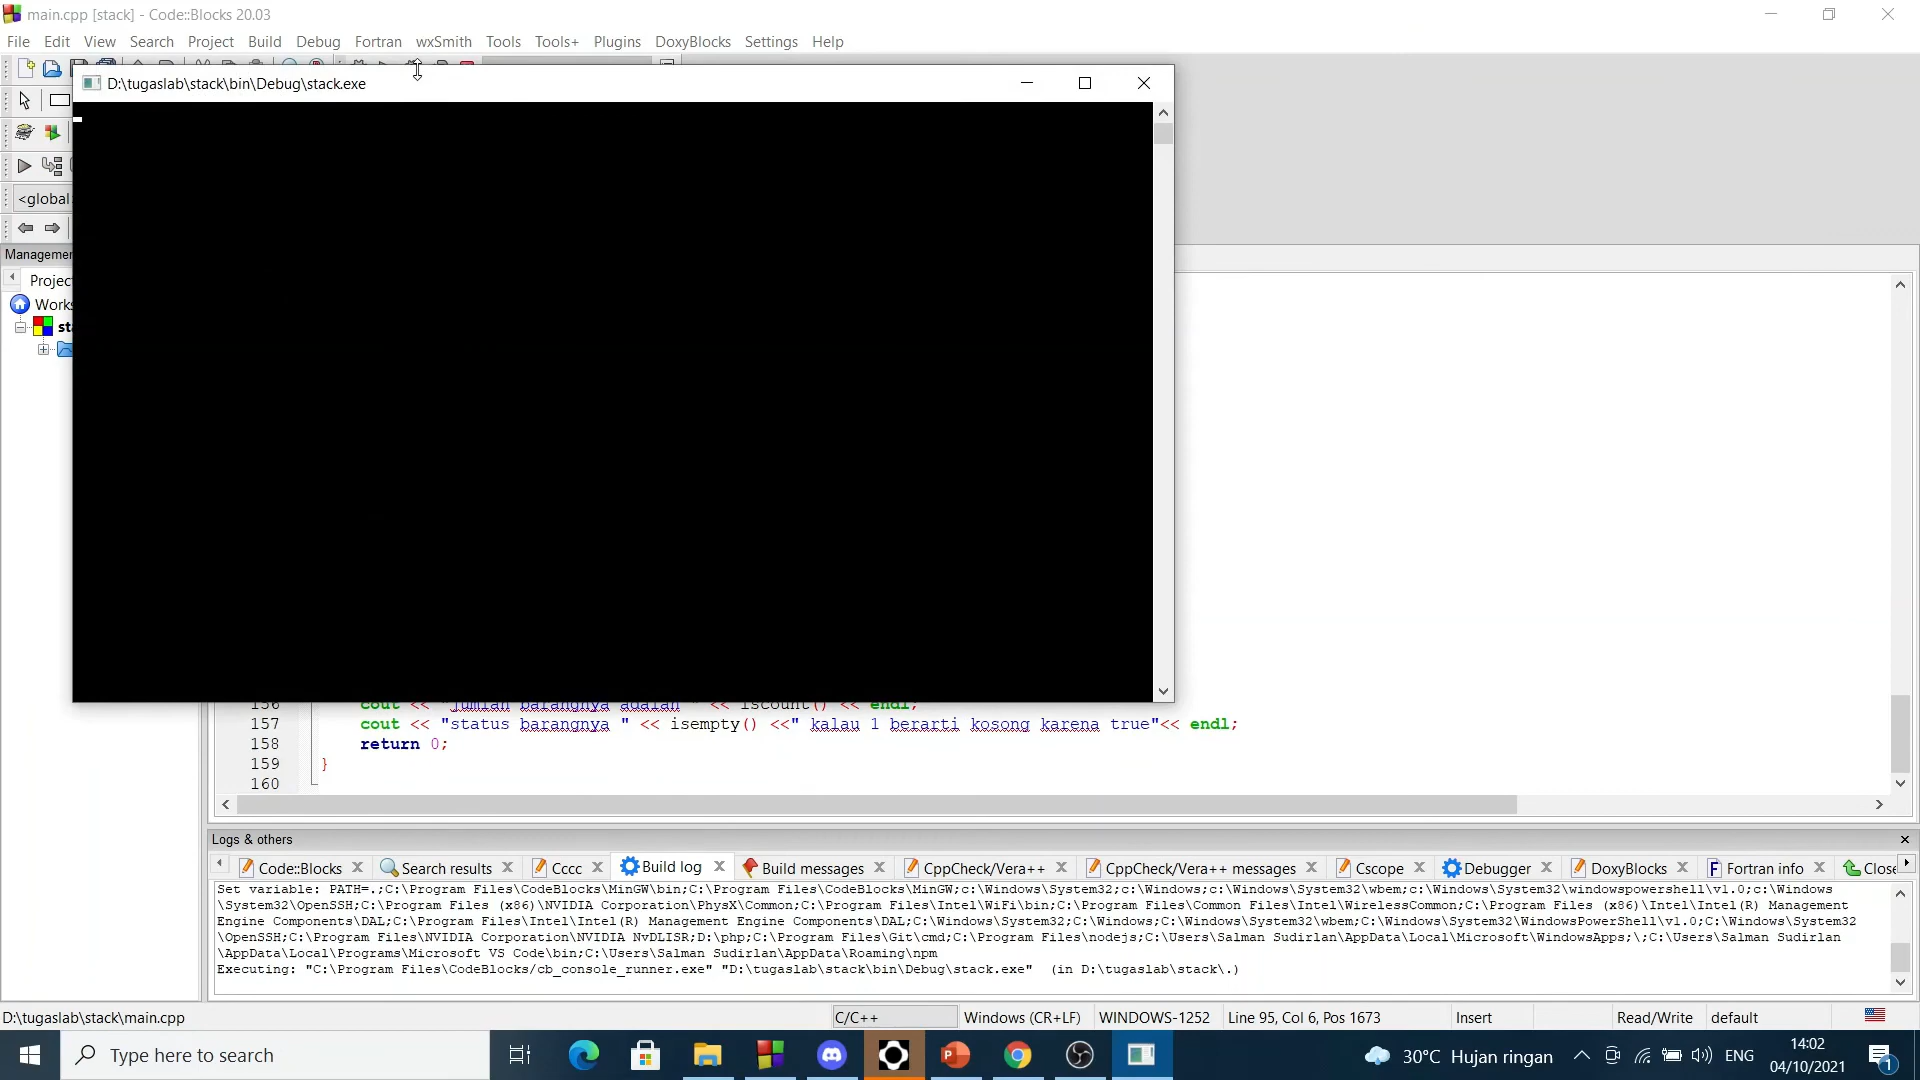 main.cpp [stack] - Code::Blocks 20.03
File Edit View Search Project Build Debug Fortran wxSmith Tools Tools+ Plugins DoxyBlocks Settings Help
D:\tugaslab\stack\bin\Debug\stack.exe
<global
Managemen
Projec
Works
sta
156 cout << "jumlah barangnya adalah " << iscount() << endl;
157 cout << "status barangnya " << isempty() <<" kalau 1 berarti kosong karena true"<< endl;
158 return 0;
159 }
160
Logs & others
Code::Blocks Search results Cccc Build log Build messages CppCheck/Vera++ CppCheck/Vera++ messages Cscope Debugger DoxyBlocks Fortran info Close
Set variable: PATH=.;C:\Program Files\CodeBlocks\MinGW\bin;C:\Program Files\CodeBlocks\MinGW;c:\Windows\System32;c:\Windows;c:\Windows\System32\wbem;c:\Windows\System32\windowspowershell\v1.0;c:\Windows
\System32\OpenSSH;C:\Program Files (x86)\NVIDIA Corporation\PhysX\Common;C:\Program Files\Intel\WiFi\bin;C:\Program Files\Common Files\Intel\WirelessCommon;C:\Program Files (x86)\Intel\Intel(R) Management
Engine Components\DAL;C:\Program Files\Intel\Intel(R) Management Engine Components\DAL;C:\Windows\System32;C:\Windows;C:\Windows\System32\wbem;C:\Windows\System32\WindowsPowerShell\v1.0;C:\Windows\System32
\OpenSSH;C:\Program Files\NVIDIA Corporation\NVIDIA NvDLISR;D:\php;C:\Program Files\Git\cmd;C:\Program Files\nodejs;C:\Users\Salman Sudirlan\AppData\Local\Microsoft\WindowsApps;\;C:\Users\Salman Sudirlan
\AppData\Local\Programs\Microsoft VS Code\bin;C:\Users\Salman Sudirlan\AppData\Roaming\npm
Executing: "C:\Program Files\CodeBlocks/cb_console_runner.exe" "D:\tugaslab\stack\bin\Debug\stack.exe" (in D:\tugaslab\stack\.)
D:\tugaslab\stack\main.cpp C/C++ Windows (CR+LF) WINDOWS-1252 Line 95, Col 6, Pos 1673 Insert Read/Write default
Type here to search 30°C Hujan ringan ENG 14:02
04/10/2021
1